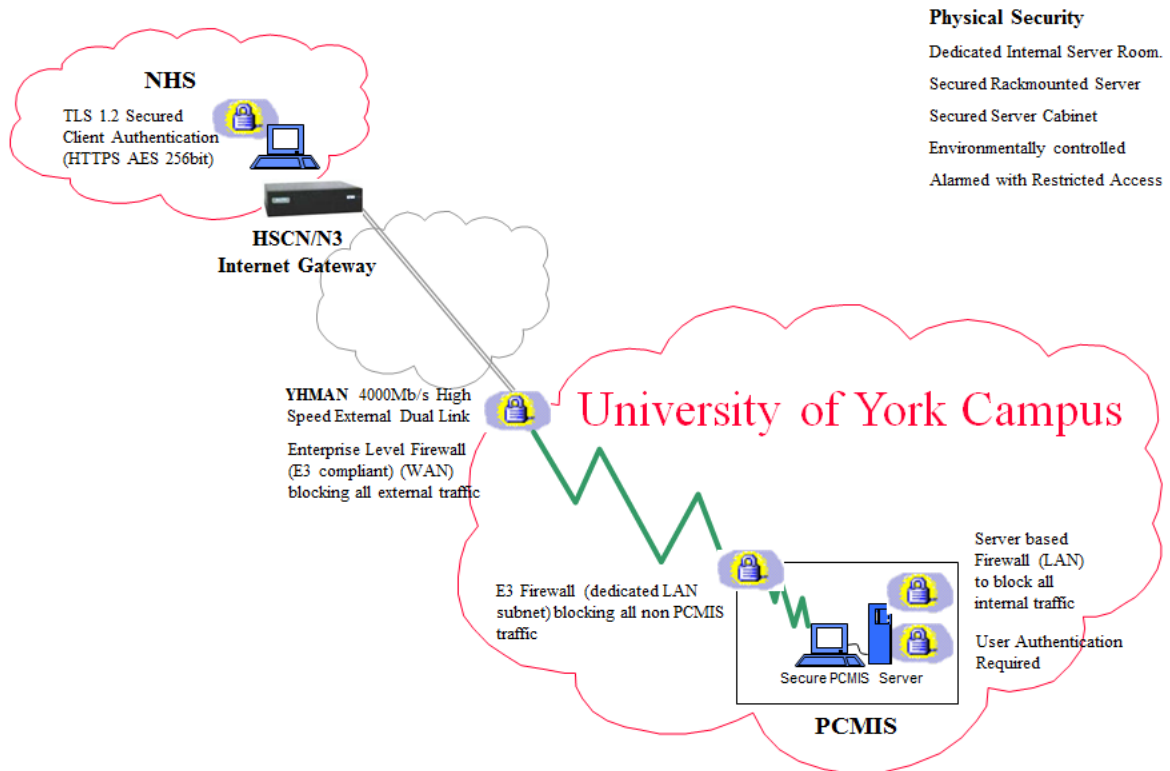 Physical Security
Dedicated Internal Server Room.
Secured Rackmounted Server
Secured Server Cabinet
Environmentally controlled
Alarmed with Restricted Access
NHS
TLS 1.2 Secured
Client Authentication
(HTTPS AES 256bit)
HSCN/N3
Internet Gateway
YHMAN 4000Mb/s High
Speed External Dual Link
Enterprise Level Firewall
(E3 compliant) (WAN)
blocking all external traffic
University of York Campus
E3 Firewall (dedicated LAN
subnet) blocking all non PCMIS
traffic
Server based
Firewall (LAN)
to block all
internal traffic
User Authentication
Required
Secure PCMIS Server
PCMIS